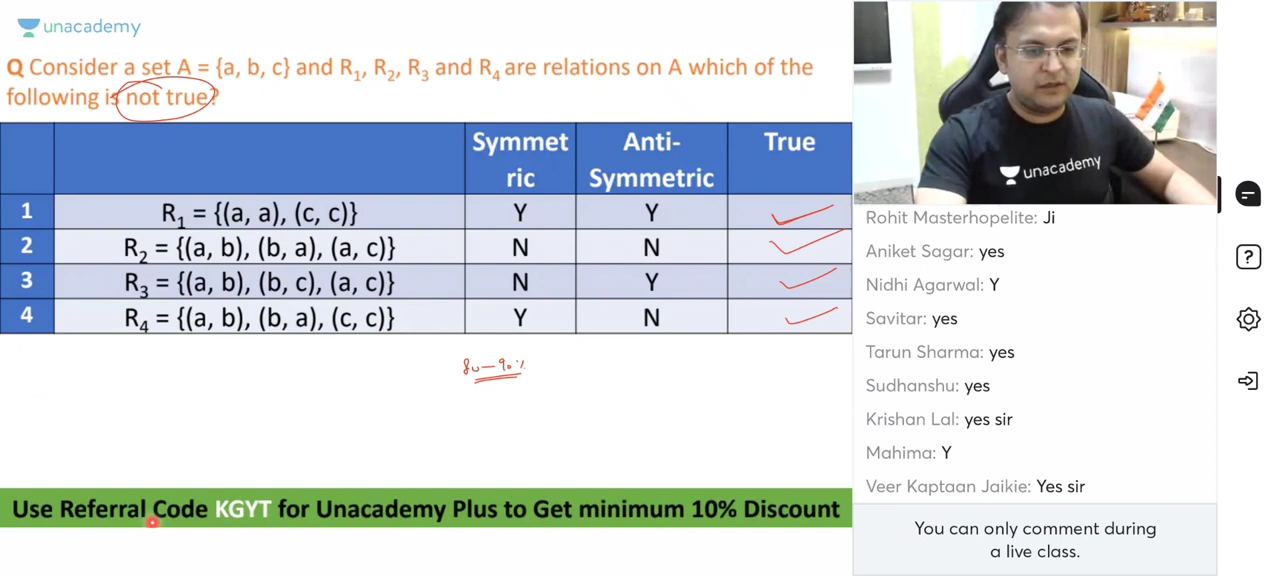 unacademy
Q Consider a set A = {a, b, c} and R₁, R₂, R₃ and R₄ are relations on A which of the
following is not true?
Symmet
ric
Anti-
Symmetric
True
1 R₁ = {(a, a), (c, c)} Y Y
2 R₂ = {(a, b), (b, a), (a, c)} N N
3 R₃ = {(a, b), (b, c), (a, c)} N Y
4 R₄ = {(a, b), (b, a), (c, c)} Y N
80-90%
Use Referral Code KGYT for Unacademy Plus to Get minimum 10% Discount
unacademy
Rohit Masterhopelite: Ji
Aniket Sagar: yes
Nidhi Agarwal: Y
Savitar: yes
Tarun Sharma: yes
Sudhanshu: yes
Krishan Lal: yes sir
Mahima: Y
Veer Kaptaan Jaikie: Yes sir
You can only comment during
a live class.